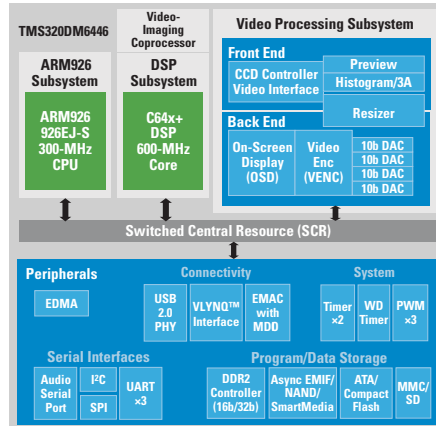 TMS320DM6446
Video-
Imaging
Coprocessor
Video Processing Subsystem
ARM926
Subsystem
DSP
Subsystem
ARM926
926EJ-S
300-MHz
CPU
C64x+
DSP
600-MHz
Core
Front End
CCD Controller
Video Interface
Preview
Histogram/3A
Resizer
Back End
On-Screen
Display
(OSD)
Video
Enc
(VENC)
10b DAC
10b DAC
10b DAC
10b DAC
Switched Central Resource (SCR)
Peripherals
EDMA
Connectivity
USB
2.0
PHY
VLYNQ™
Interface
EMAC
with
MDD
System
Timer
×2
WD
Timer
PWM
×3
Serial Interfaces
Audio
Serial
Port
I²C
SPI
UART
×3
Program/Data Storage
DDR2
Controller
(16b/32b)
Async EMIF/
NAND/
SmartMedia
ATA/
Compact
Flash
MMC/
SD